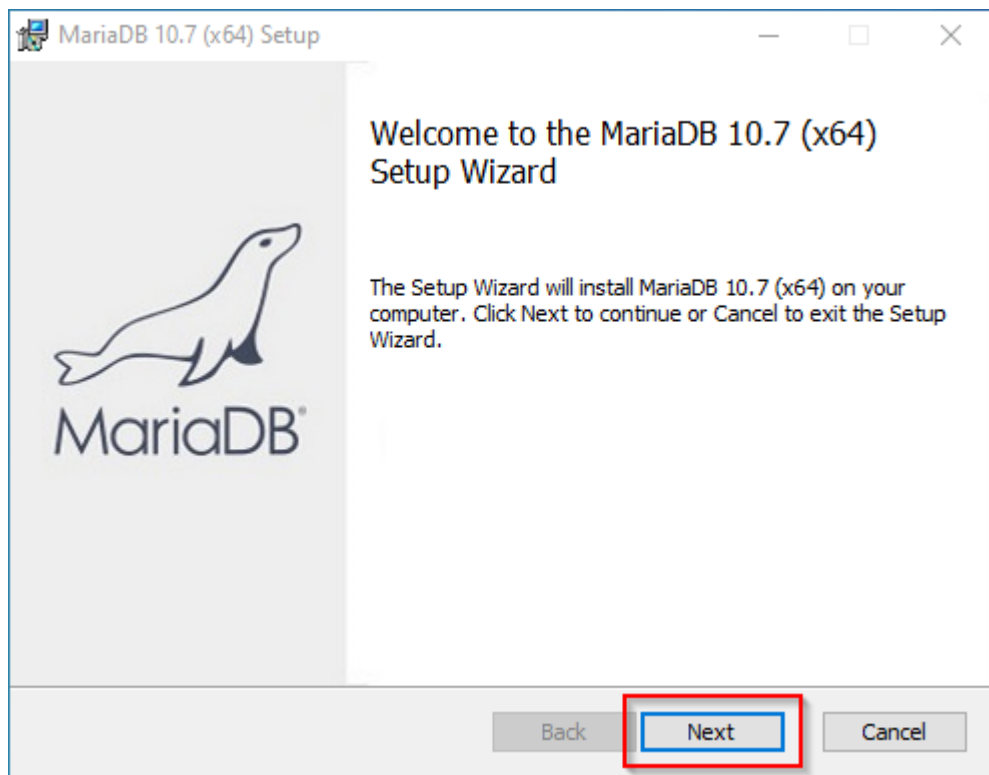 MariaDB 10.7 (x64) Setup
Welcome to the MariaDB 10.7 (x64)
Setup Wizard
The Setup Wizard will install MariaDB 10.7 (x64) on your
computer. Click Next to continue or Cancel to exit the Setup
Wizard.
MariaDB®
Back Next Cancel